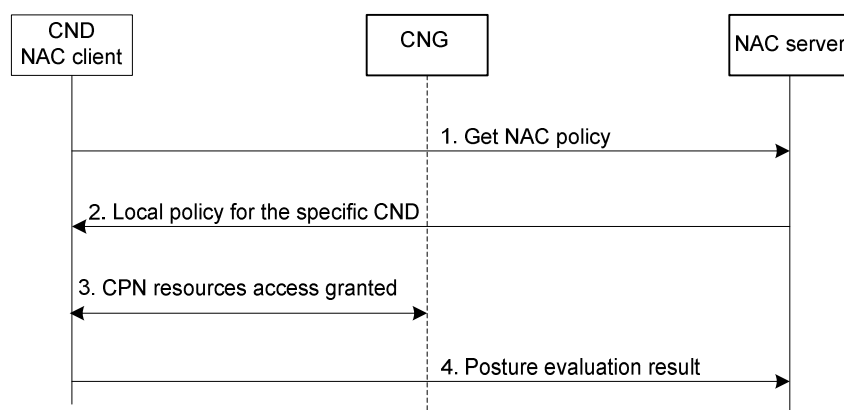 CND
NAC client
CNG
NAC server
1. Get NAC policy
2. Local policy for the specific CND
3. CPN resources access granted
4. Posture evaluation result